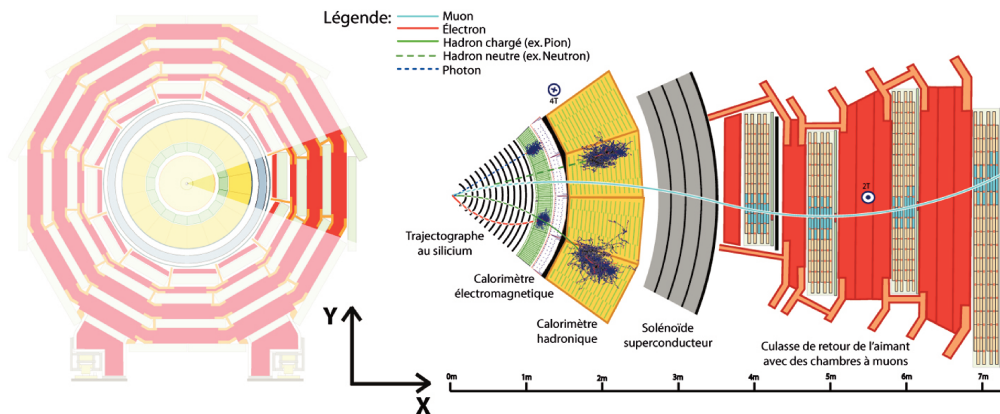 Légende:
Muon
Électron
Hadron chargé (ex. Pion)
Hadron neutre (ex. Neutron)
Photon
4T
2T
Trajectographe
au silicium
Calorimètre
électromagnetique
Calorimètre
hadronique
Solénoïde
superconducteur
Culasse de retour de l'aimant
avec des chambres à muons
Y
X
0m 1m 2m 3m 4m 5m 6m 7m